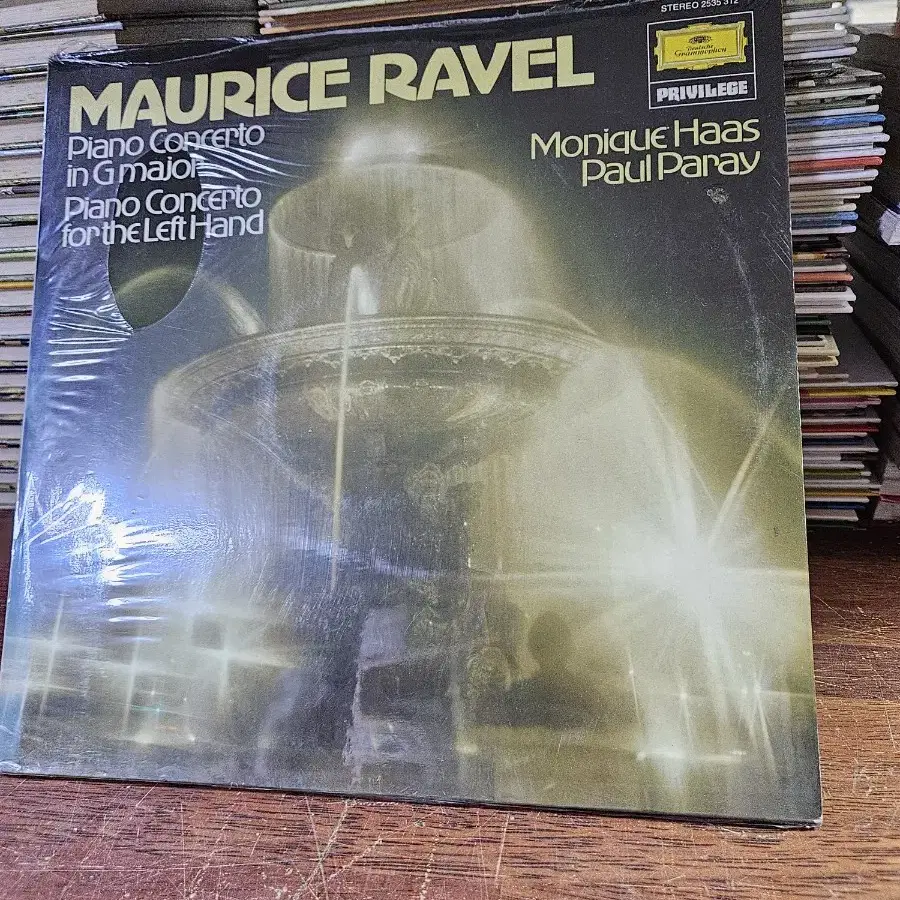 STEREO 2535 312
Deutsche
Grammophon
PRIVILEGE
MAURICE RAVEL
Piano Concerto
in G major
Piano Concerto
for the Left Hand
Monique Haas
Paul Paray